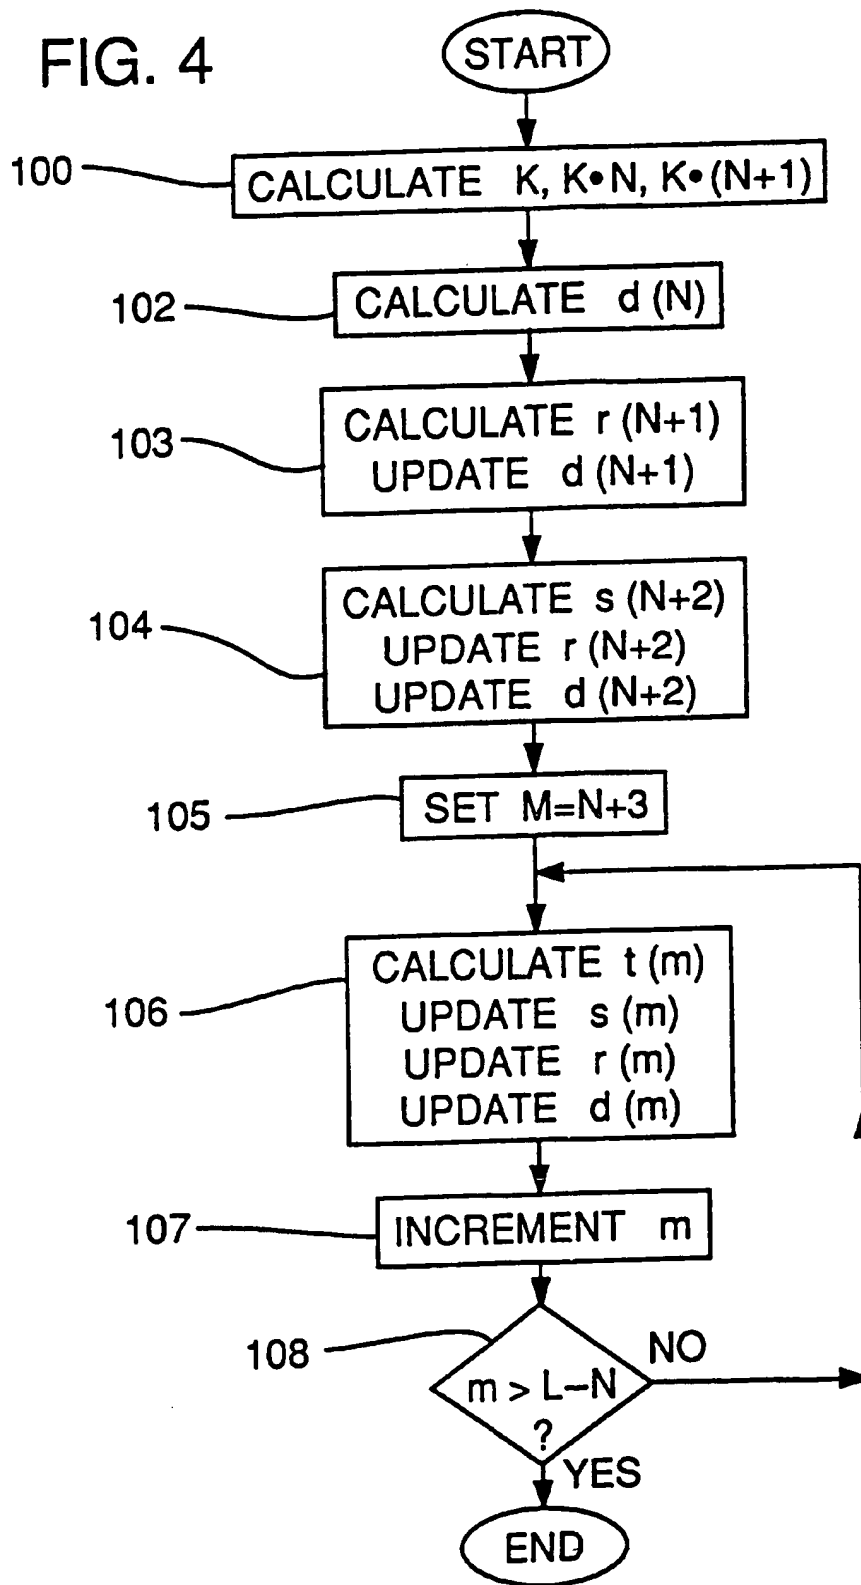 FIG. 4
START
100
CALCULATE K, K•N, K•(N+1)
102
CALCULATE d (N)
103
CALCULATE r (N+1)
UPDATE d (N+1)
104
CALCULATE s (N+2)
UPDATE r (N+2)
UPDATE d (N+2)
105
SET M=N+3
106
CALCULATE t (m)
UPDATE s (m)
UPDATE r (m)
UPDATE d (m)
107
INCREMENT m
108
m > L–N
?
NO
YES
END